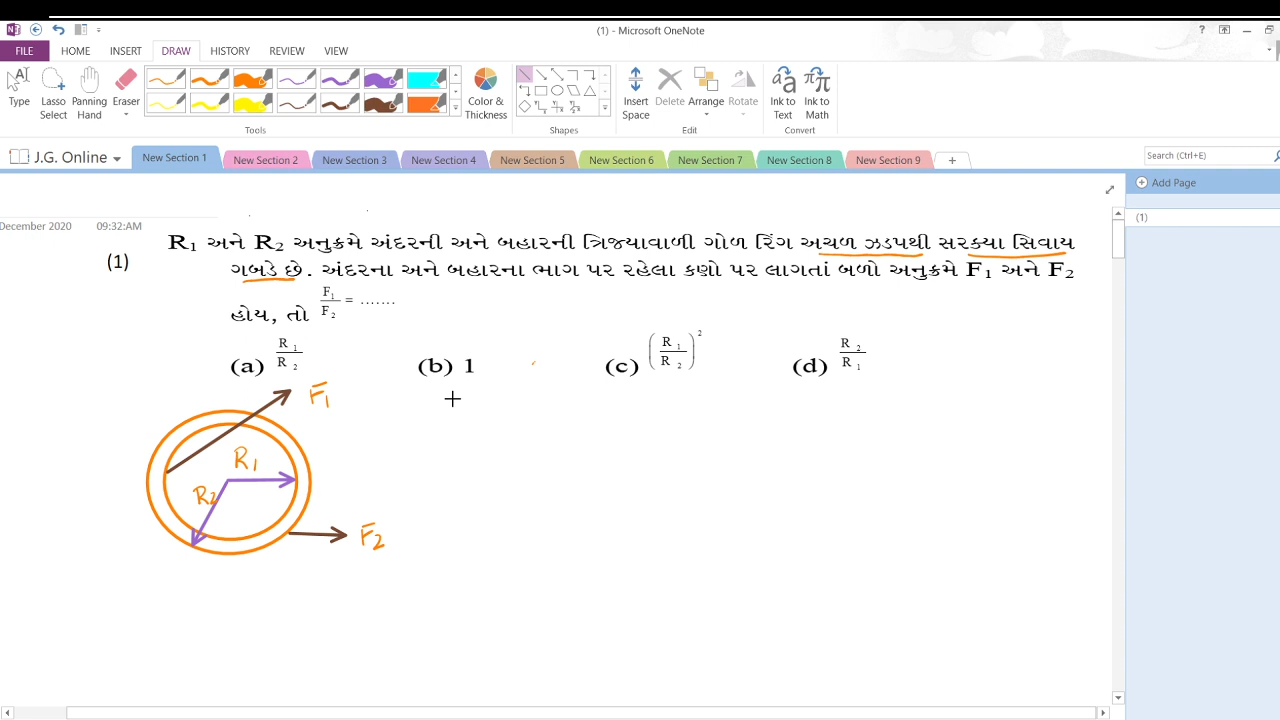 (1) - Microsoft OneNote
FILE HOME INSERT DRAW HISTORY REVIEW VIEW
Type Lasso Select Panning Hand Eraser Color & Thickness Insert Space Delete Arrange Rotate Ink to Text Ink to Math
Tools Shapes Edit Convert
J.G. Online New Section 1 New Section 2 New Section 3 New Section 4 New Section 5 New Section 6 New Section 7 New Section 8 New Section 9 Search (Ctrl+E)
Add Page
(1)
December 2020 09:32:AM
(1) R₁ અને R₂ અનુક્રમે અંદરની અને બહારની ત્રિજ્યાવાળી ગોળ રિંગ અચળ ઝડપથી સરક્યા સિવાય
ગબડે છે. અંદરના અને બહારના ભાગ પર રહેલા કણો પર લાગતાં બળો અનુક્રમે F₁ અને F₂
હોય, તો F₁/F₂ = .......
(a) R₁/R₂ (b) 1 (c) (R₁/R₂)² (d) R₂/R₁
F₁
R₁
R₂
F₂